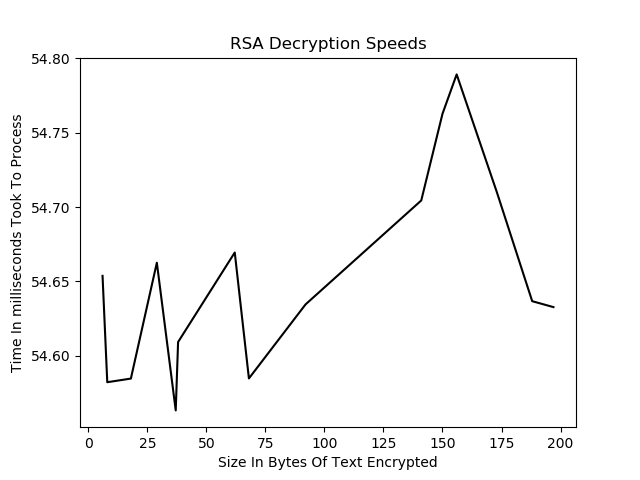 RSA Decryption Speeds
54.80
54.75
54.70
54.65
54.60
Time In milliseconds Took To Process
0 25 50 75 100 125 150 175 200
Size In Bytes Of Text Encrypted